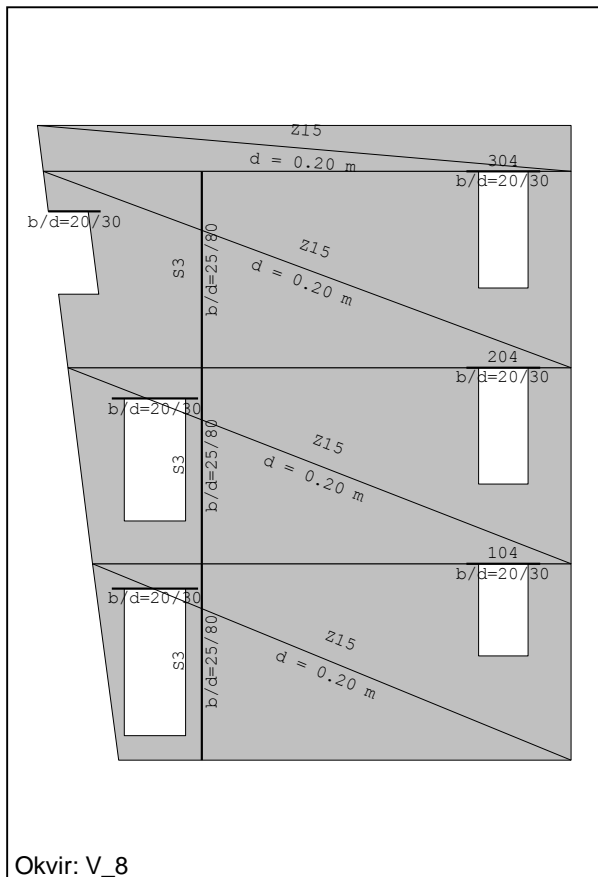 Z15
d = 0.20 m
304
b/d=20/30
b/d=20/30
S3
b/d=25/80
Z15
d = 0.20 m
204
b/d=20/30
b/d=20/30
S3
b/d=25/80
Z15
d = 0.20 m
104
b/d=20/30
b/d=20/30
S3
b/d=25/80
Z15
d = 0.20 m
Okvir: V_8